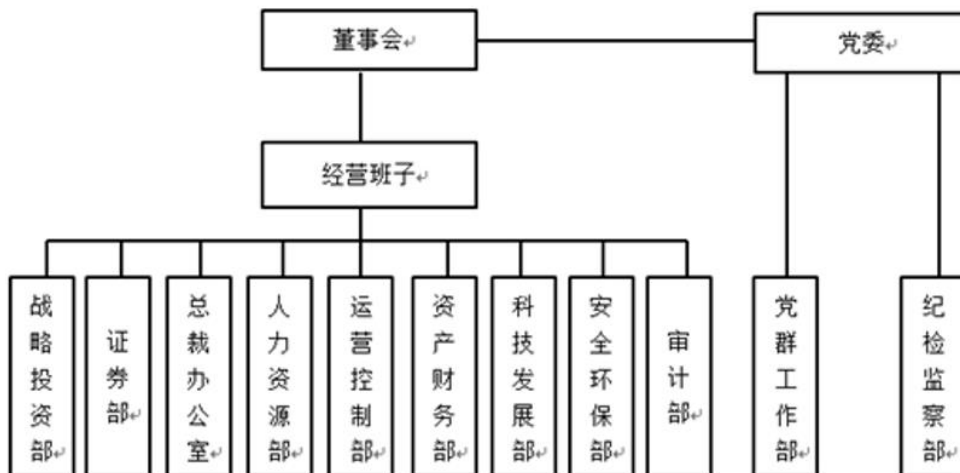 董事会
党委
经营班子
战略投资部
证券部
总裁办公室
人力资源部
运营控制部
资产财务部
科技发展部
安全环保部
审计部
党群工作部
纪检监察部